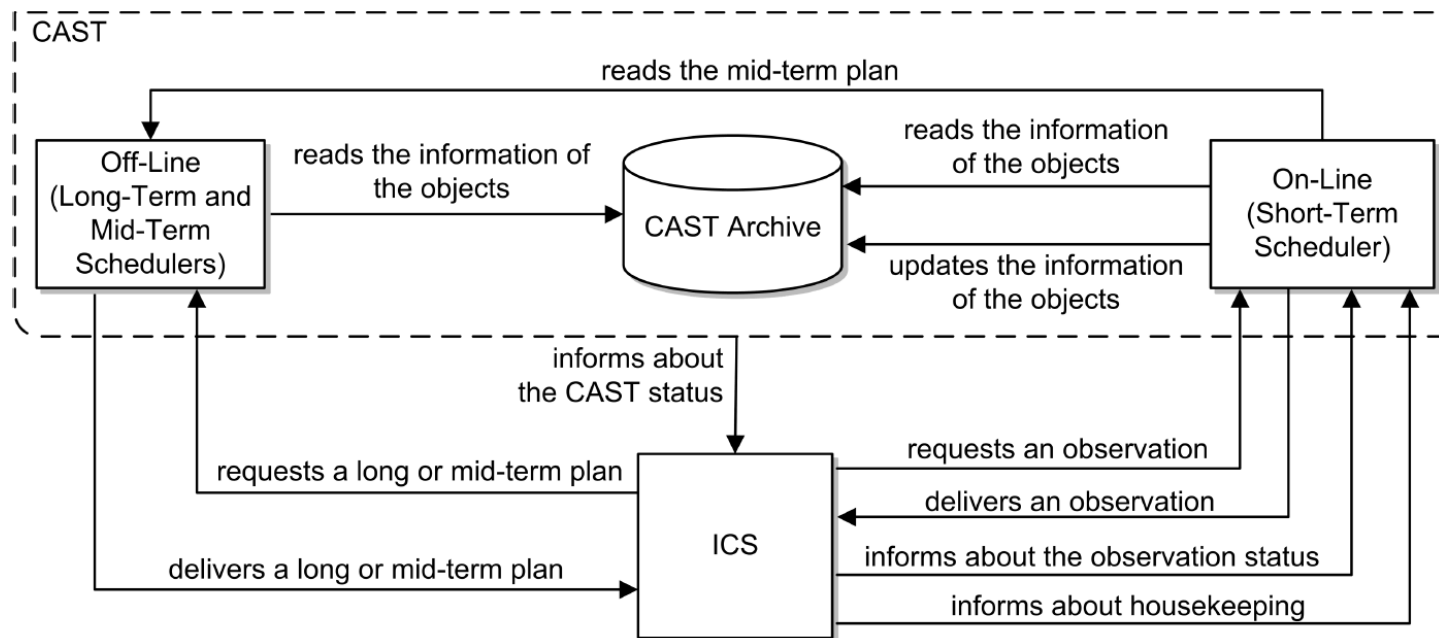 CAST
reads the mid-term plan
Off-Line
(Long-Term and
Mid-Term
Schedulers)
reads the information of
the objects
CAST Archive
reads the information
of the objects
updates the information
of the objects
On-Line
(Short-Term
Scheduler)
informs about
the CAST status
requests a long or mid-term plan
delivers a long or mid-term plan
ICS
requests an observation
delivers an observation
informs about the observation status
informs about housekeeping